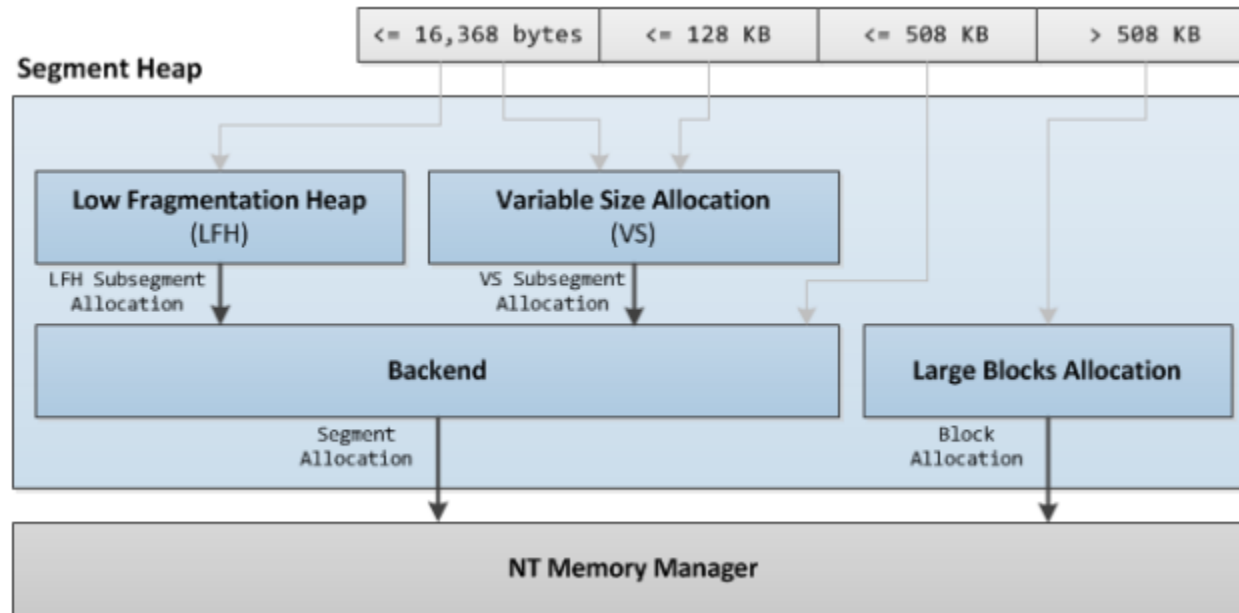 <= 16,368 bytes
<= 128 KB
<= 508 KB
> 508 KB
Segment Heap
Low Fragmentation Heap
(LFH)
Variable Size Allocation
(VS)
LFH Subsegment
Allocation
VS Subsegment
Allocation
Backend
Large Blocks Allocation
Segment
Allocation
Block
Allocation
NT Memory Manager